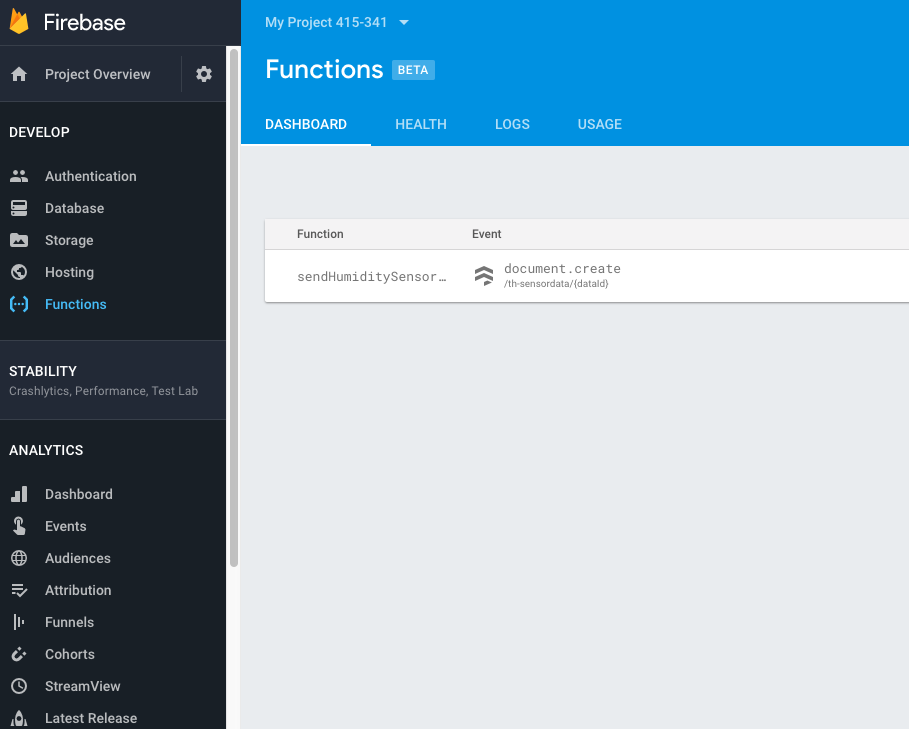 Firebase
Project Overview
DEVELOP
Authentication
Database
Storage
Hosting
Functions
STABILITY
Crashlytics, Performance, Test Lab
ANALYTICS
Dashboard
Events
Audiences
Attribution
Funnels
Cohorts
StreamView
Latest Release
My Project 415-341
Functions BETA
DASHBOARD HEALTH LOGS USAGE
Function Event
sendHumiditySensor… document.create
/th-sensordata/{dataId}